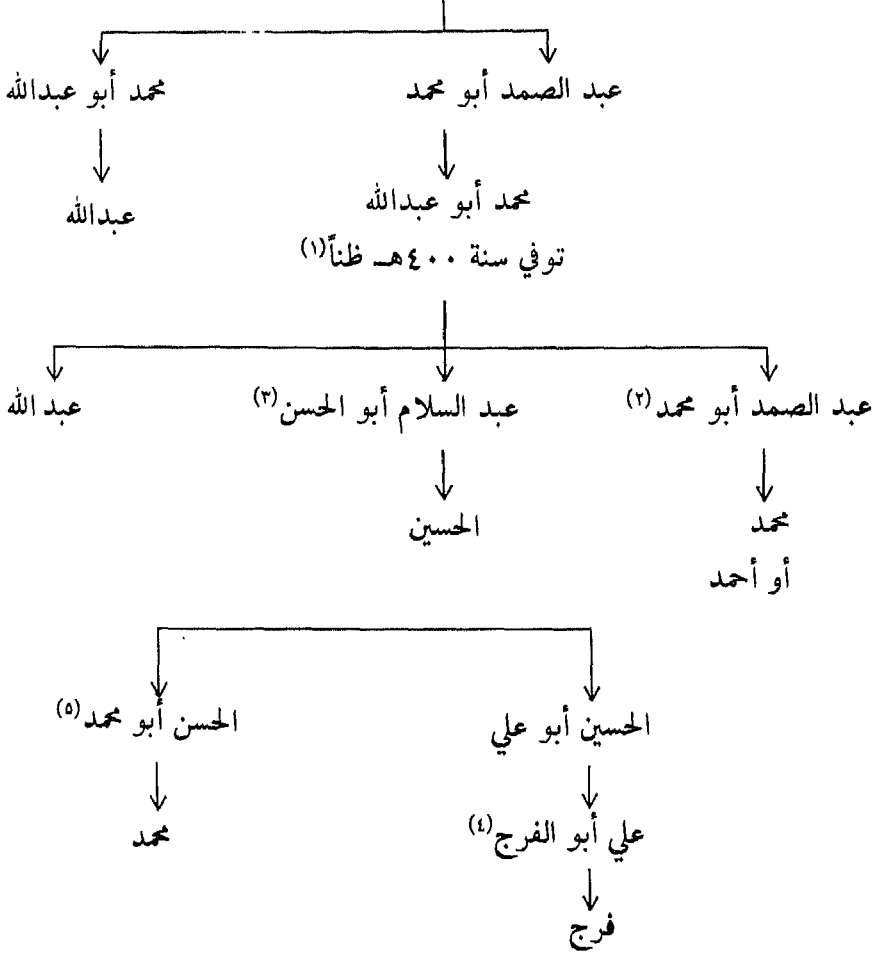 عبد الصمد أبو محمد
محمد أبو عبدالله
محمد أبو عبدالله
عبدالله
توفي سنة ٤٠٠هـ ظناً(١)
عبد الصمد أبو محمد (٢)
عبد السلام أبو الحسن (٣)
عبد الله
محمد
أو أحمد
الحسين
الحسين أبو علي
الحسن أبو محمد (٥)
علي أبو الفرج (٤)
محمد
فرج